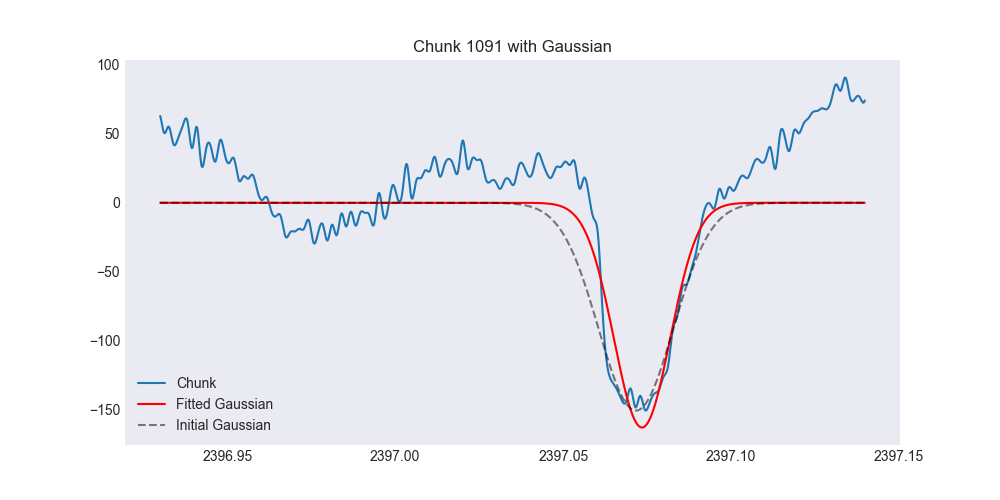 Chunk 1091 with Gaussian
100
50
0
−50
−100
−150
Chunk
Fitted Gaussian
Initial Gaussian
2396.95 2397.00 2397.05 2397.10 2397.15